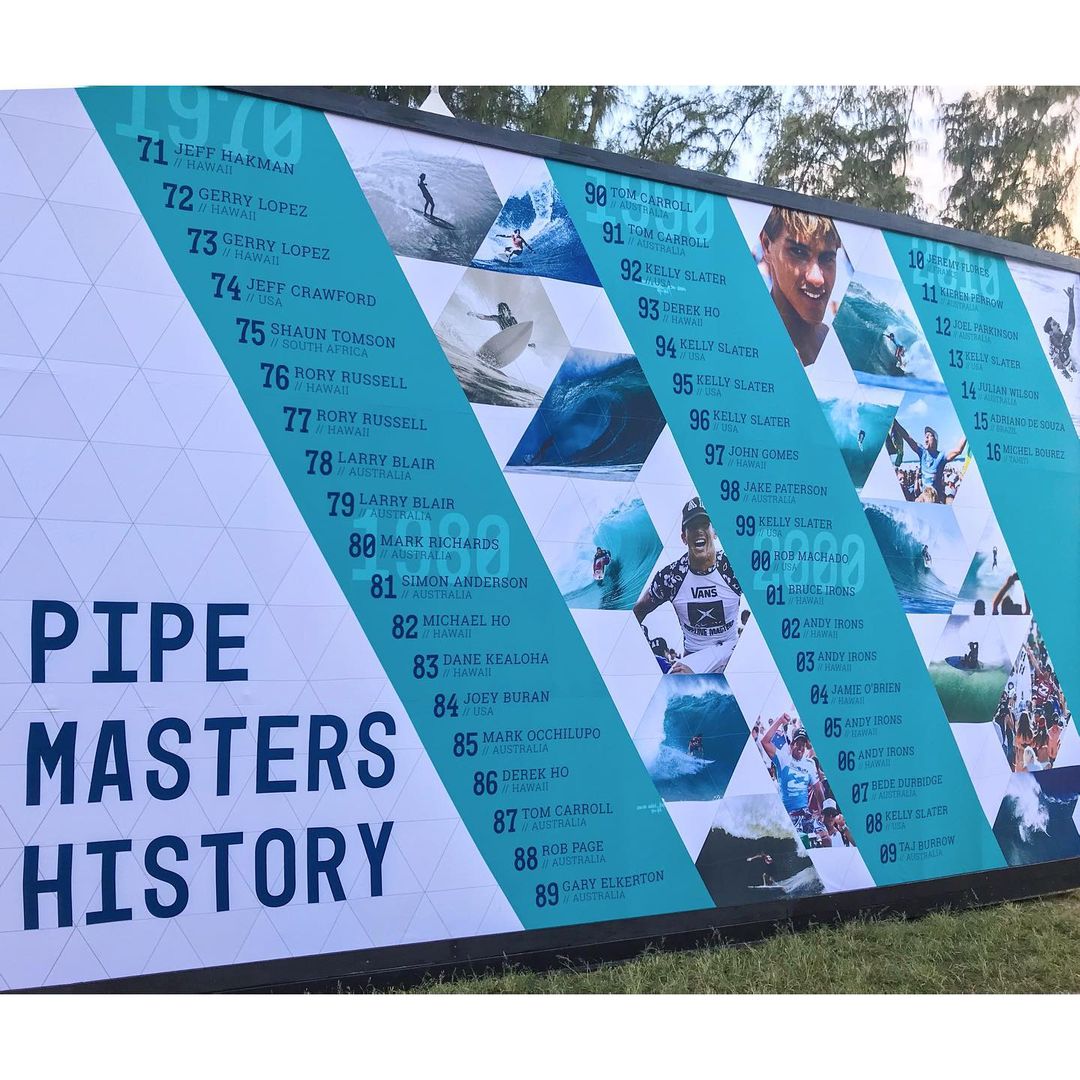 PIPE
MASTERS
HISTORY
1970
71 JEFF HAKMAN
// HAWAII
72 GERRY LOPEZ
// HAWAII
73 GERRY LOPEZ
// HAWAII
74 JEFF CRAWFORD
// USA
75 SHAUN TOMSON
// SOUTH AFRICA
76 RORY RUSSELL
// HAWAII
77 RORY RUSSELL
// HAWAII
78 LARRY BLAIR
// AUSTRALIA
79 LARRY BLAIR
// AUSTRALIA
1980
80 MARK RICHARDS
// AUSTRALIA
81 SIMON ANDERSON
// AUSTRALIA
82 MICHAEL HO
// HAWAII
83 DANE KEALOHA
// HAWAII
84 JOEY BURAN
// USA
85 MARK OCCHILUPO
// AUSTRALIA
86 DEREK HO
// HAWAII
87 TOM CARROLL
// AUSTRALIA
88 ROB PAGE
// AUSTRALIA
89 GARY ELKERTON
// AUSTRALIA
1990
90 TOM CARROLL
// AUSTRALIA
91 TOM CARROLL
// AUSTRALIA
92 KELLY SLATER
// USA
93 DEREK HO
// HAWAII
94 KELLY SLATER
// USA
95 KELLY SLATER
// USA
96 KELLY SLATER
// USA
97 JOHN GOMES
// HAWAII
98 JAKE PATERSON
// AUSTRALIA
99 KELLY SLATER
// USA
2000
00 ROB MACHADO
// USA
01 BRUCE IRONS
// HAWAII
02 ANDY IRONS
// HAWAII
03 ANDY IRONS
// HAWAII
04 JAMIE O'BRIEN
// HAWAII
05 ANDY IRONS
// HAWAII
06 ANDY IRONS
// HAWAII
07 BEDE DURBIDGE
// AUSTRALIA
08 KELLY SLATER
// USA
09 TAJ BURROW
// AUSTRALIA
2010
10 JEREMY FLORES
// FRANCE
11 KIEREN PERROW
// AUSTRALIA
12 JOEL PARKINSON
// AUSTRALIA
13 KELLY SLATER
// USA
14 JULIAN WILSON
// AUSTRALIA
15 ADRIANO DE SOUZA
// BRAZIL
16 MICHEL BOUREZ
// TAHITI
VANS
PIPELINE MASTERS